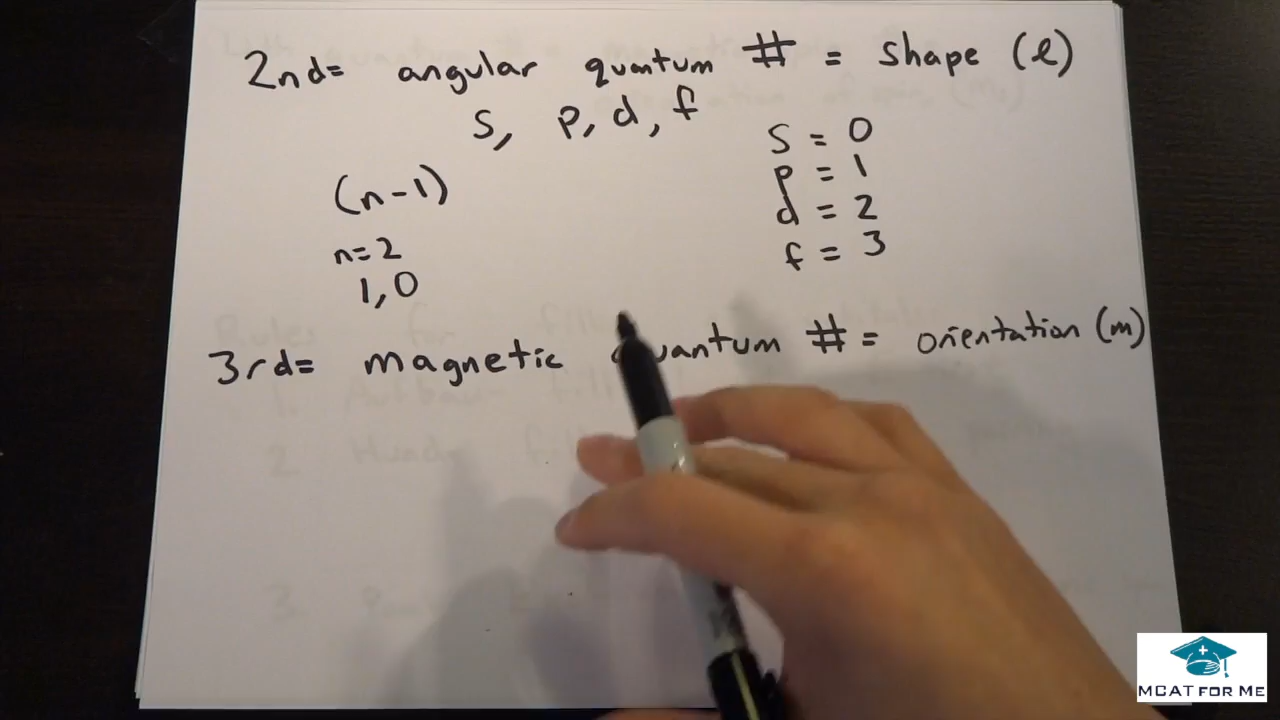 2nd= angular quantum # = shape (l)
s, p, d, f
(n-1)
n=2
1, 0
s = 0
p = 1
d = 2
f = 3
3rd= magnetic quantum # = orientation (m)
MCAT FOR ME